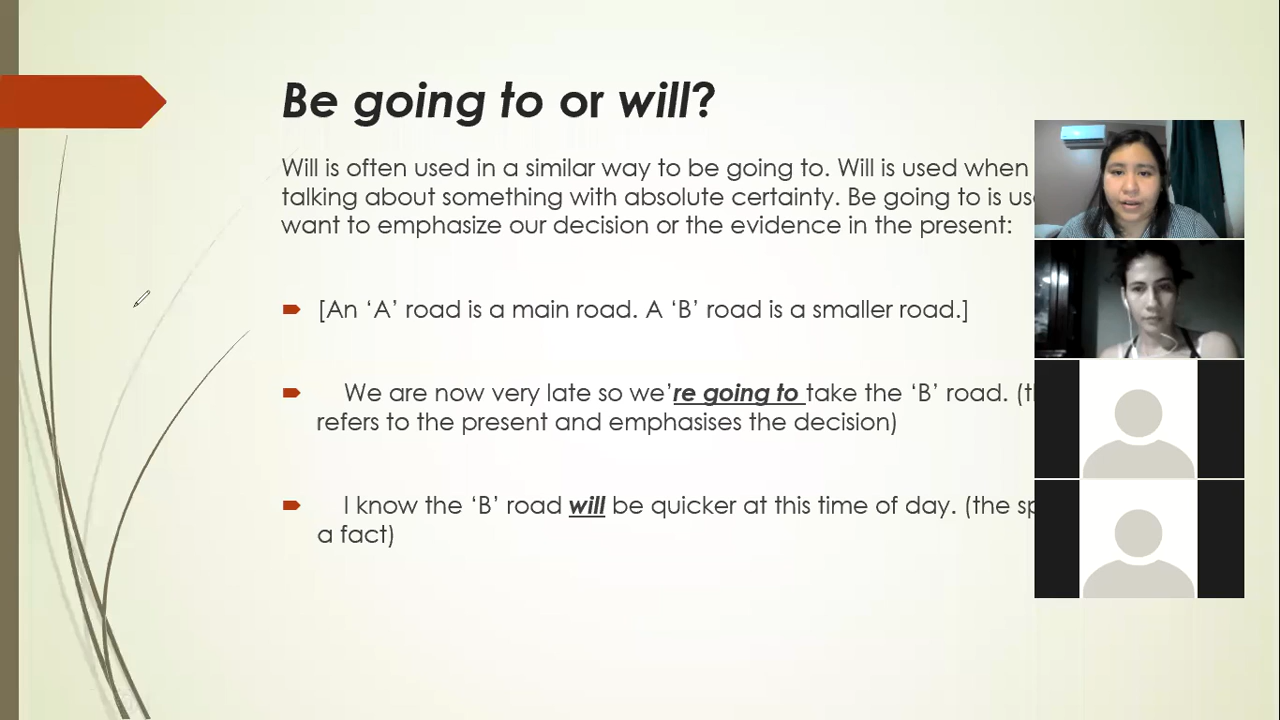 Be going to or will?
Will is often used in a similar way to be going to. Will is used when
talking about something with absolute certainty. Be going to is
want to emphasize our decision or the evidence in the present:
[An ‘A’ road is a main road. A ‘B’ road is a smaller road.]
We are now very late so we’re going to take the ‘B’ road.
refers to the present and emphasises the decision)
I know the ‘B’ road will be quicker at this time of day. (the
a fact)